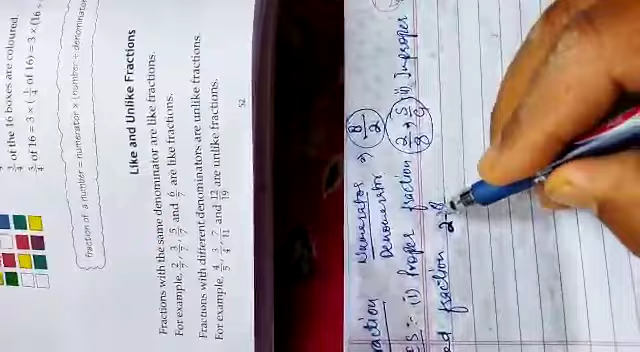 3/4 of the 16 boxes are coloured.
3/4 of 16 = 3 × (1/4 of 16) = 3 × (16 ÷
fraction of a number = numerator × (number ÷ denominator
Like and Unlike Fractions
Fractions with the same denominator are like fractions.
For example, 2/7, 3/7, 5/7 and 6/7 are like fractions.
Fractions with different denominators are unlike fractions.
For example, 4/5, 3/4, 7/11 and 12/19 are unlike fractions.
52
raction Numerator ⇒ 8/2
Denominator
(i) Proper fraction 2/8, 5/9 (ii) Improper
ed fraction 2